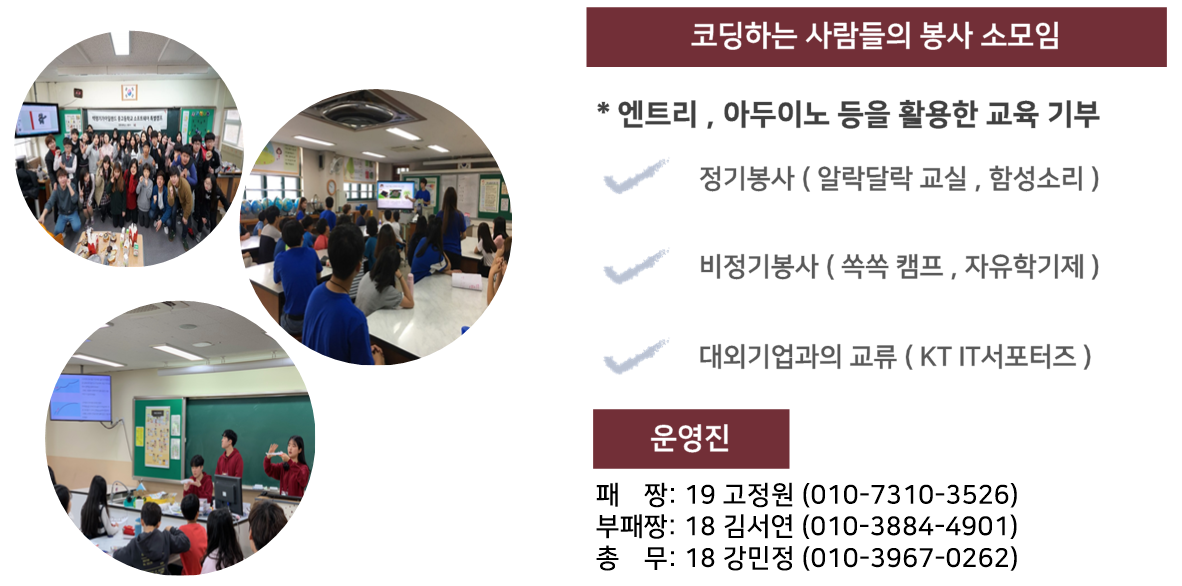 코딩하는 사람들의 봉사 소모임
* 엔트리 , 아두이노 등을 활용한 교육 기부
정기봉사 ( 알락달락 교실 , 함성소리 )
비정기봉사 ( 쏙쏙 캠프 , 자유학기제 )
대외기업과의 교류 ( KT IT서포터즈 )
운영진
패 짱: 19 고정원 (010-7310-3526)
부패짱: 18 김서연 (010-3884-4901)
총 무: 18 강민정 (010-3967-0262)